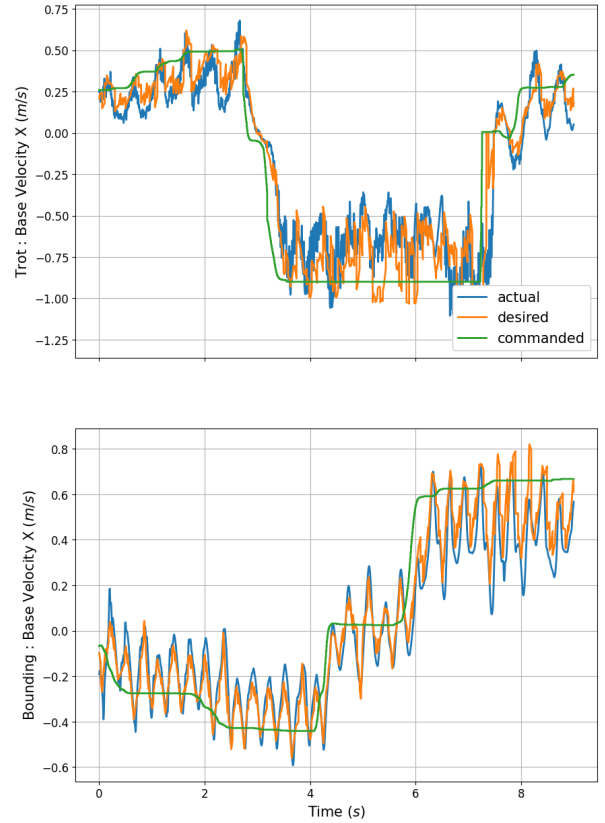 Trot : Base Velocity X (m/s)
0.50
0.25
0.00
−0.25
−0.50
−0.75
−1.00
−1.25
actual
desired
commanded
Bounding : Base Velocity X (m/s)
0.8
0.6
0.4
0.2
0.0
−0.2
−0.4
−0.6
0 2 4 6 8
Time (s)